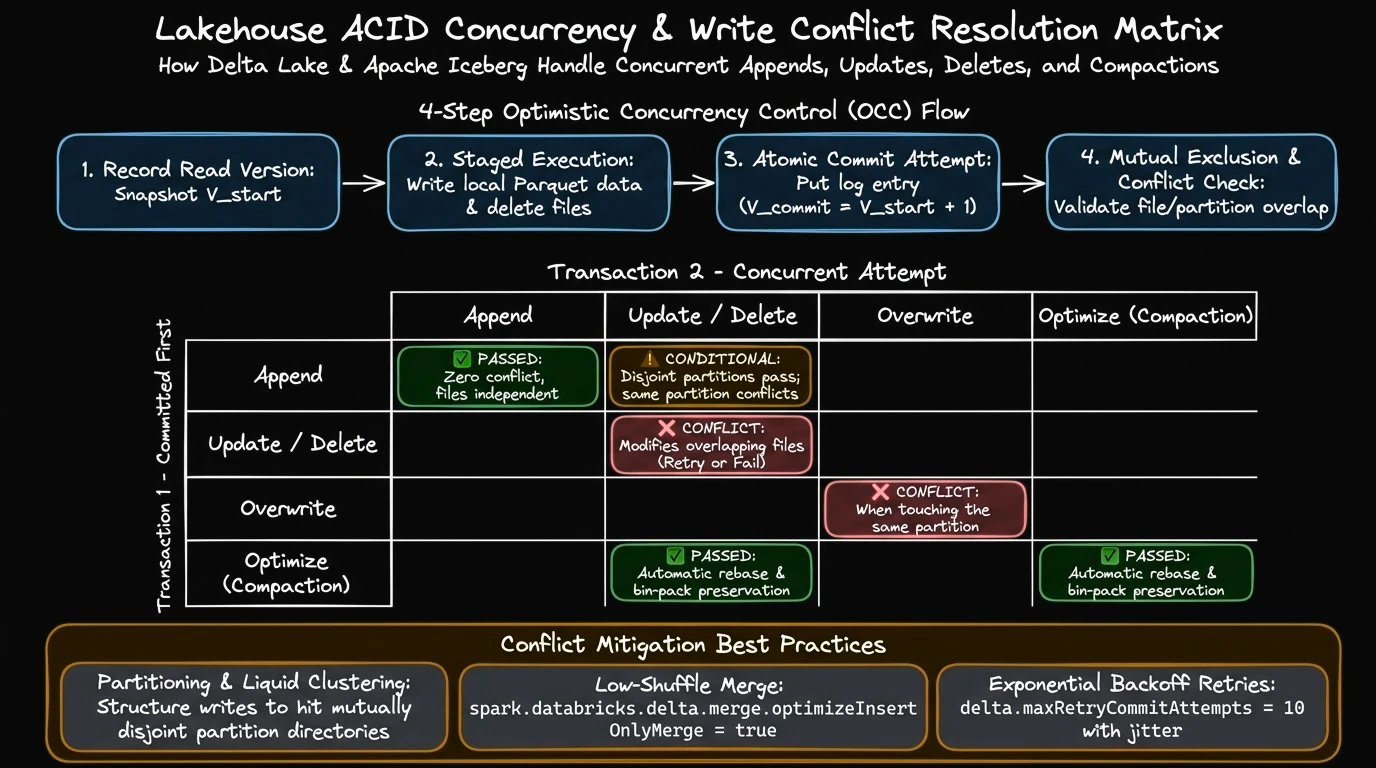 Lakehouse ACID Concurrency & Write Conflict Resolution Matrix
How Delta Lake & Apache Iceberg Handle Concurrent Appends, Updates, Deletes, and Compactions
4-Step Optimistic Concurrency Control (OCC) Flow
1. Record Read Version:
Snapshot V_start
2. Staged Execution:
Write local Parquet data
& delete files
3. Atomic Commit Attempt:
Put log entry
(V_commit = V_start + 1)
4. Mutual Exclusion &
Conflict Check:
Validate file/partition overlap
Transaction 2 - Concurrent Attempt
Transaction 1 - Committed First
Append
Update / Delete
Overwrite
Optimize (Compaction)
Append
✅ PASSED:
Zero conflict,
files independent
⚠️ CONDITIONAL:
Disjoint partitions pass;
same partition conflicts
Update / Delete
❌ CONFLICT:
Modifies overlapping files
(Retry or Fail)
Overwrite
❌ CONFLICT:
When touching the
same partition
Optimize
(Compaction)
✅ PASSED:
Automatic rebase &
bin-pack preservation
✅ PASSED:
Automatic rebase &
bin-pack preservation
Conflict Mitigation Best Practices
Partitioning & Liquid Clustering:
Structure writes to hit mutually
disjoint partition directories
Low-Shuffle Merge:
spark.databricks.delta.merge.optimizeInsert
OnlyMerge = true
Exponential Backoff Retries:
delta.maxRetryCommitAttempts = 10
with jitter